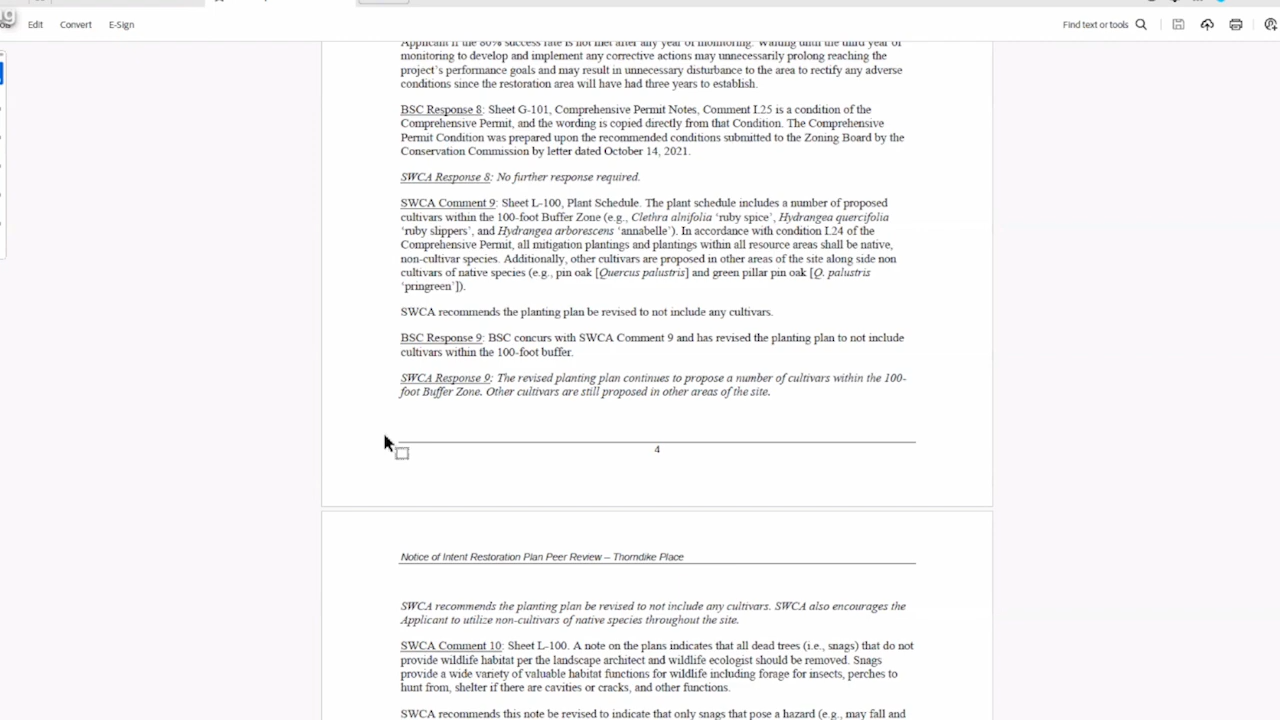 Edit Convert E-Sign Find text or tools
Applicant if the 80% success rate is not met after any year of monitoring. Waiting until the third year of
monitoring to develop and implement any corrective actions may unnecessarily prolong reaching the
project's performance goals and may result in unnecessary disturbance to the area to rectify any adverse
conditions since the restoration area will have had three years to establish.
BSC Response 8: Sheet G-101, Comprehensive Permit Notes, Comment I.25 is a condition of the
Comprehensive Permit, and the wording is copied directly from that Condition. The Comprehensive
Permit Condition was prepared upon the recommended conditions submitted to the Zoning Board by the
Conservation Commission by letter dated October 14, 2021.
SWCA Response 8: No further response required.
SWCA Comment 9: Sheet L-100, Plant Schedule. The plant schedule includes a number of proposed
cultivars within the 100-foot Buffer Zone (e.g., Clethra alnifolia 'ruby spice', Hydrangea quercifolia
'ruby slippers', and Hydrangea arborescens 'annabelle'). In accordance with condition I.24 of the
Comprehensive Permit, all mitigation plantings and plantings within all resource areas shall be native,
non-cultivar species. Additionally, other cultivars are proposed in other areas of the site along side non
cultivars of native species (e.g., pin oak [Quercus palustris] and green pillar pin oak [Q. palustris
'pringreen']).
SWCA recommends the planting plan be revised to not include any cultivars.
BSC Response 9: BSC concurs with SWCA Comment 9 and has revised the planting plan to not include
cultivars within the 100-foot buffer.
SWCA Response 9: The revised planting plan continues to propose a number of cultivars within the 100-
foot Buffer Zone. Other cultivars are still proposed in other areas of the site.
4
Notice of Intent Restoration Plan Peer Review – Thorndike Place
SWCA recommends the planting plan be revised to not include any cultivars. SWCA also encourages the
Applicant to utilize non-cultivars of native species throughout the site.
SWCA Comment 10: Sheet L-100. A note on the plans indicates that all dead trees (i.e., snags) that do not
provide wildlife habitat per the landscape architect and wildlife ecologist should be removed. Snags
provide a wide variety of valuable habitat functions for wildlife including forage for insects, perches to
hunt from, shelter if there are cavities or cracks, and other functions.
SWCA recommends this note be revised to indicate that only snags that pose a hazard (e.g., may fall and